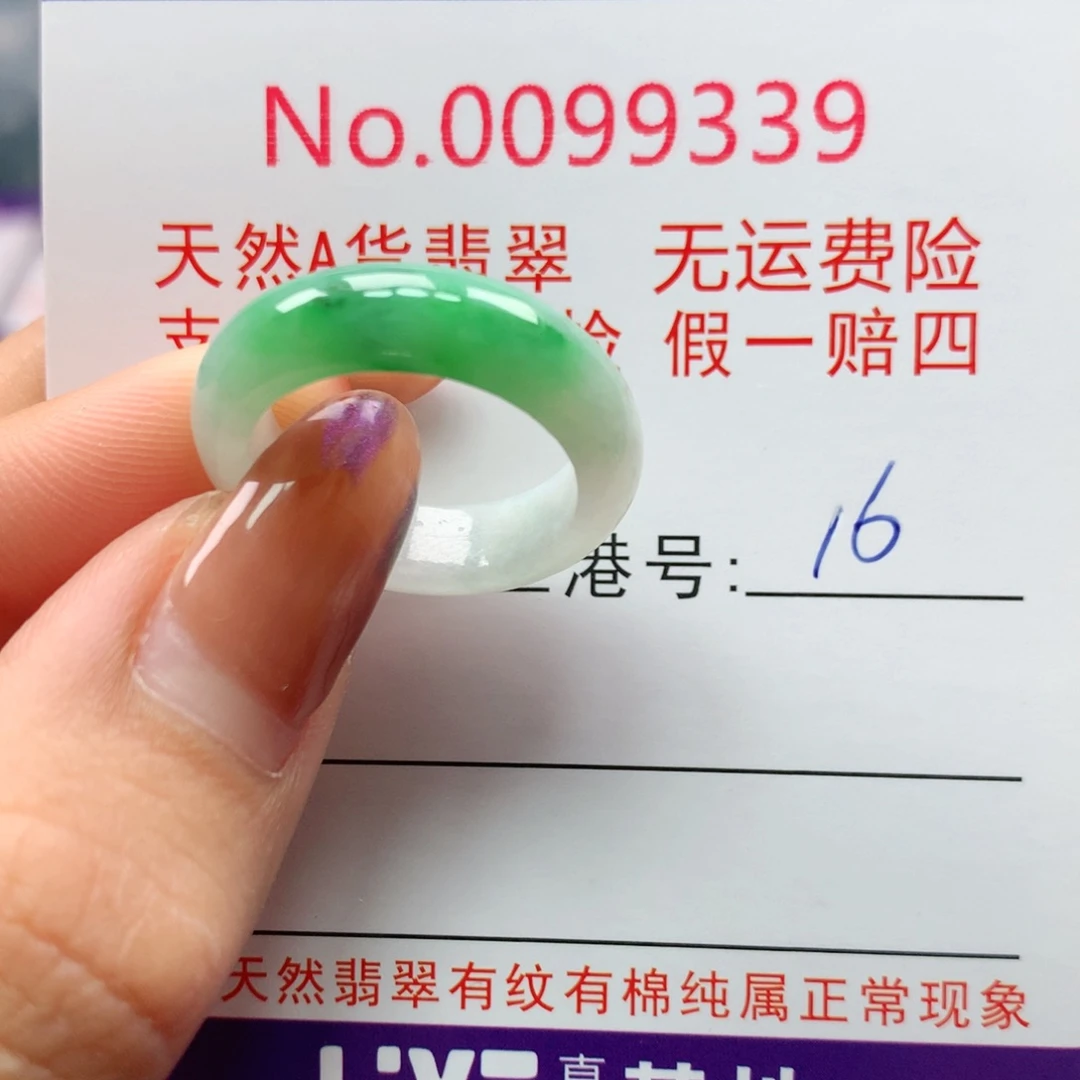 No.0099339
天然A货翡翠 无运费险
支 检 假一赔四
港号: 16
天然翡翠有纹有棉纯属正常现象